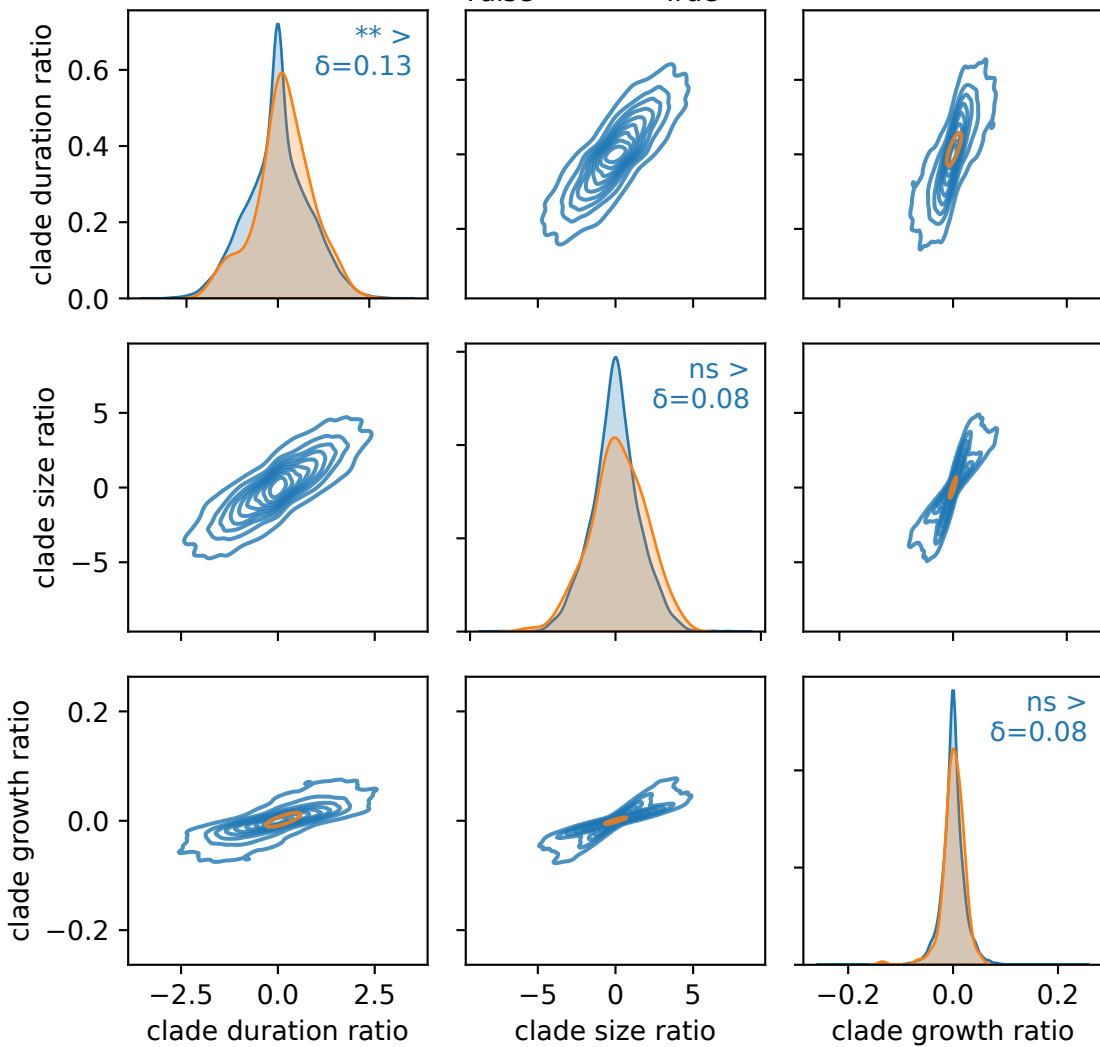 clade duration ratio
0.6
0.4
0.2
0.0
** >
δ=0.13
clade size ratio
5
0
−5
ns >
δ=0.08
clade growth ratio
0.2
0.0
−0.2
ns >
δ=0.08
−2.5 0.0 2.5
−5 0 5
−0.2 0.0 0.2
clade duration ratio
clade size ratio
clade growth ratio